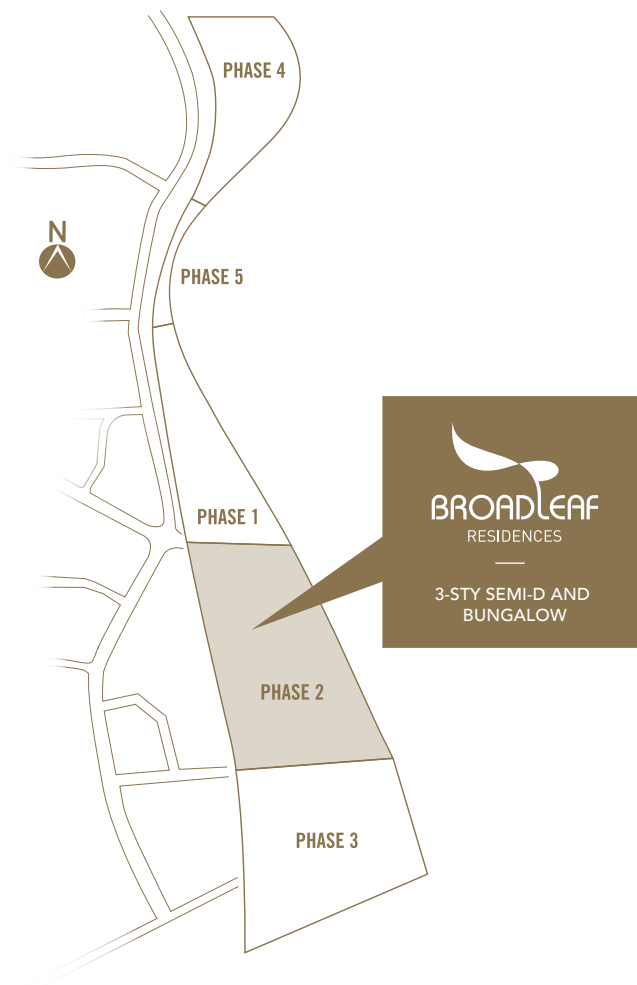 PHASE 4
N
PHASE 5
PHASE 1
BROADLEAF
RESIDENCES
3-STY SEMI-D AND
BUNGALOW
PHASE 2
PHASE 3